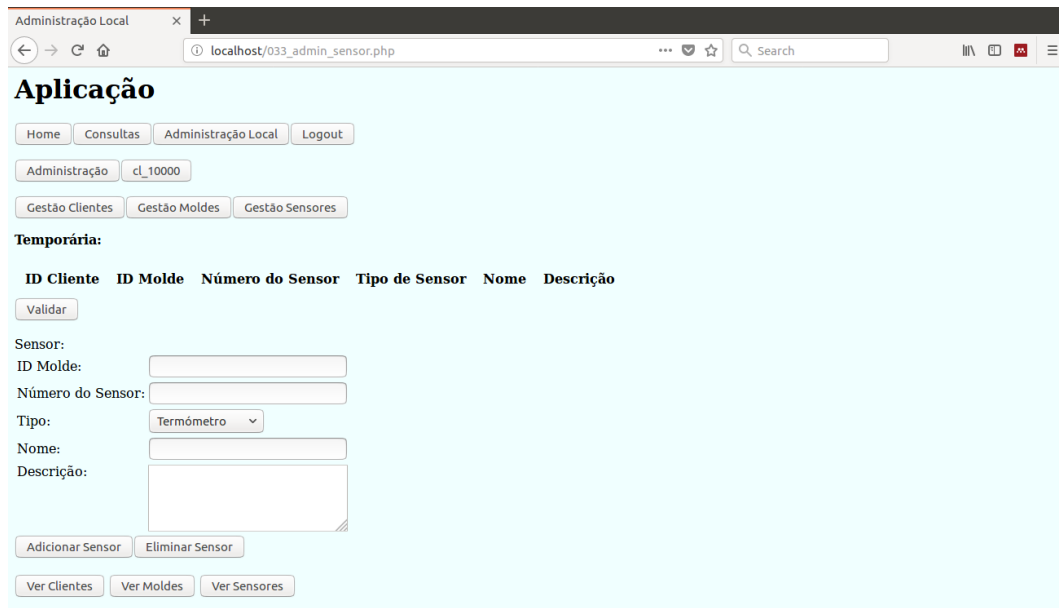 Administração Local
localhost/033_admin_sensor.php
Search
Aplicação
Home Consultas Administração Local Logout
Administração cl_10000
Gestão Clientes Gestão Moldes Gestão Sensores
Temporária:
ID Cliente ID Molde Número do Sensor Tipo de Sensor Nome Descrição
Validar
Sensor:
ID Molde:
Número do Sensor:
Tipo: Termómetro
Nome:
Descrição:
Adicionar Sensor Eliminar Sensor
Ver Clientes Ver Moldes Ver Sensores